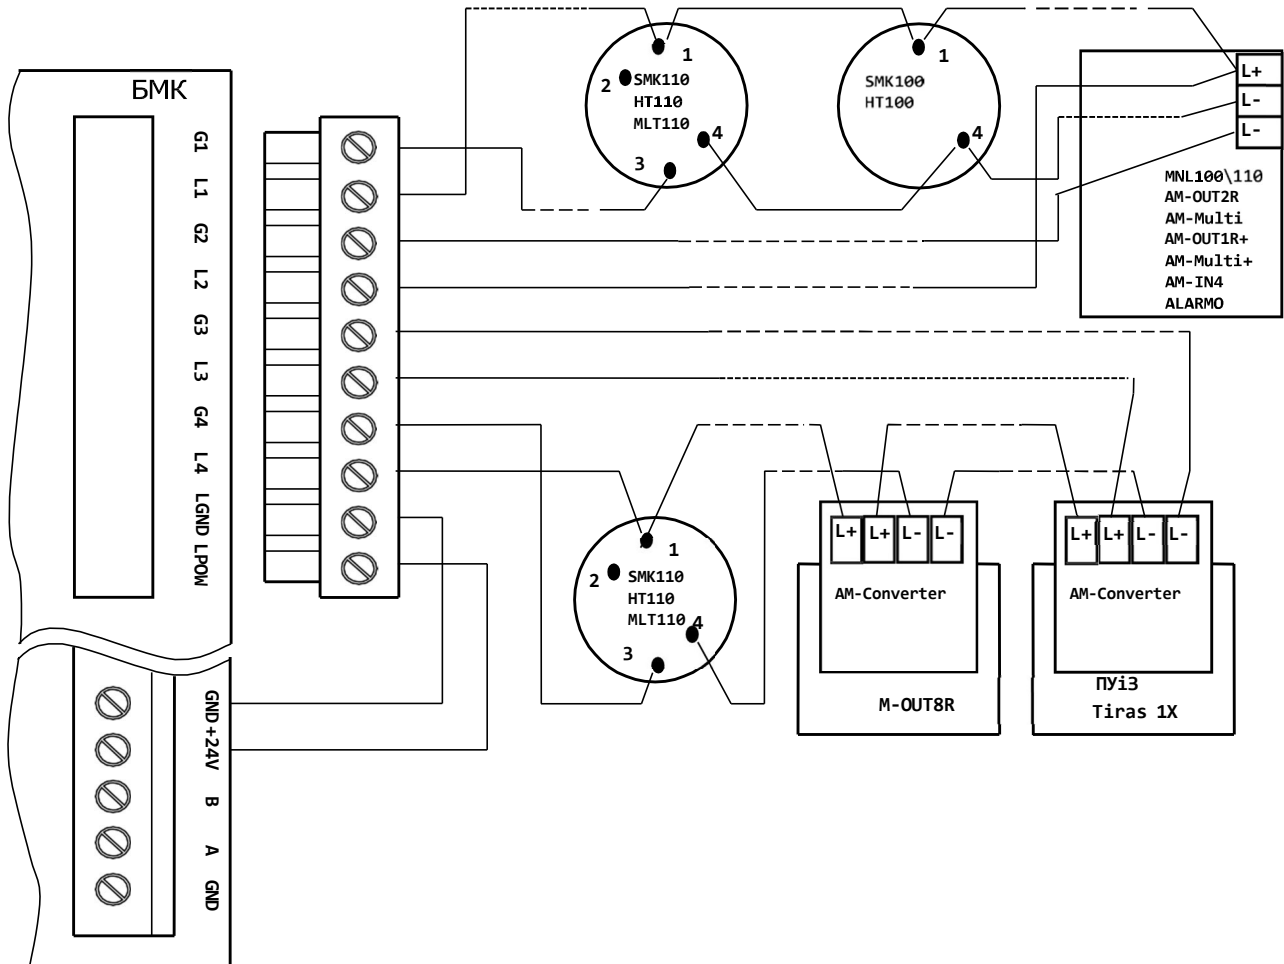 БМК
G1
L1
G2
L2
G3
L3
G4
L4
LGND
LPOW
GND
+24V
B
A
GND
1
2
SMK110
HT110
MLT110
4
3
1
SMK100
HT100
4
L+
L-
L-
MNL100\110
AM-OUT2R
AM-Multi
AM-OUT1R+
AM-Multi+
AM-IN4
ALARMO
1
2
SMK110
HT110
MLT110
4
3
L+ L+ L- L-
AM-Converter
M-OUT8R
L+ L+ L- L-
AM-Converter
ПУіЗ
Tiras 1X